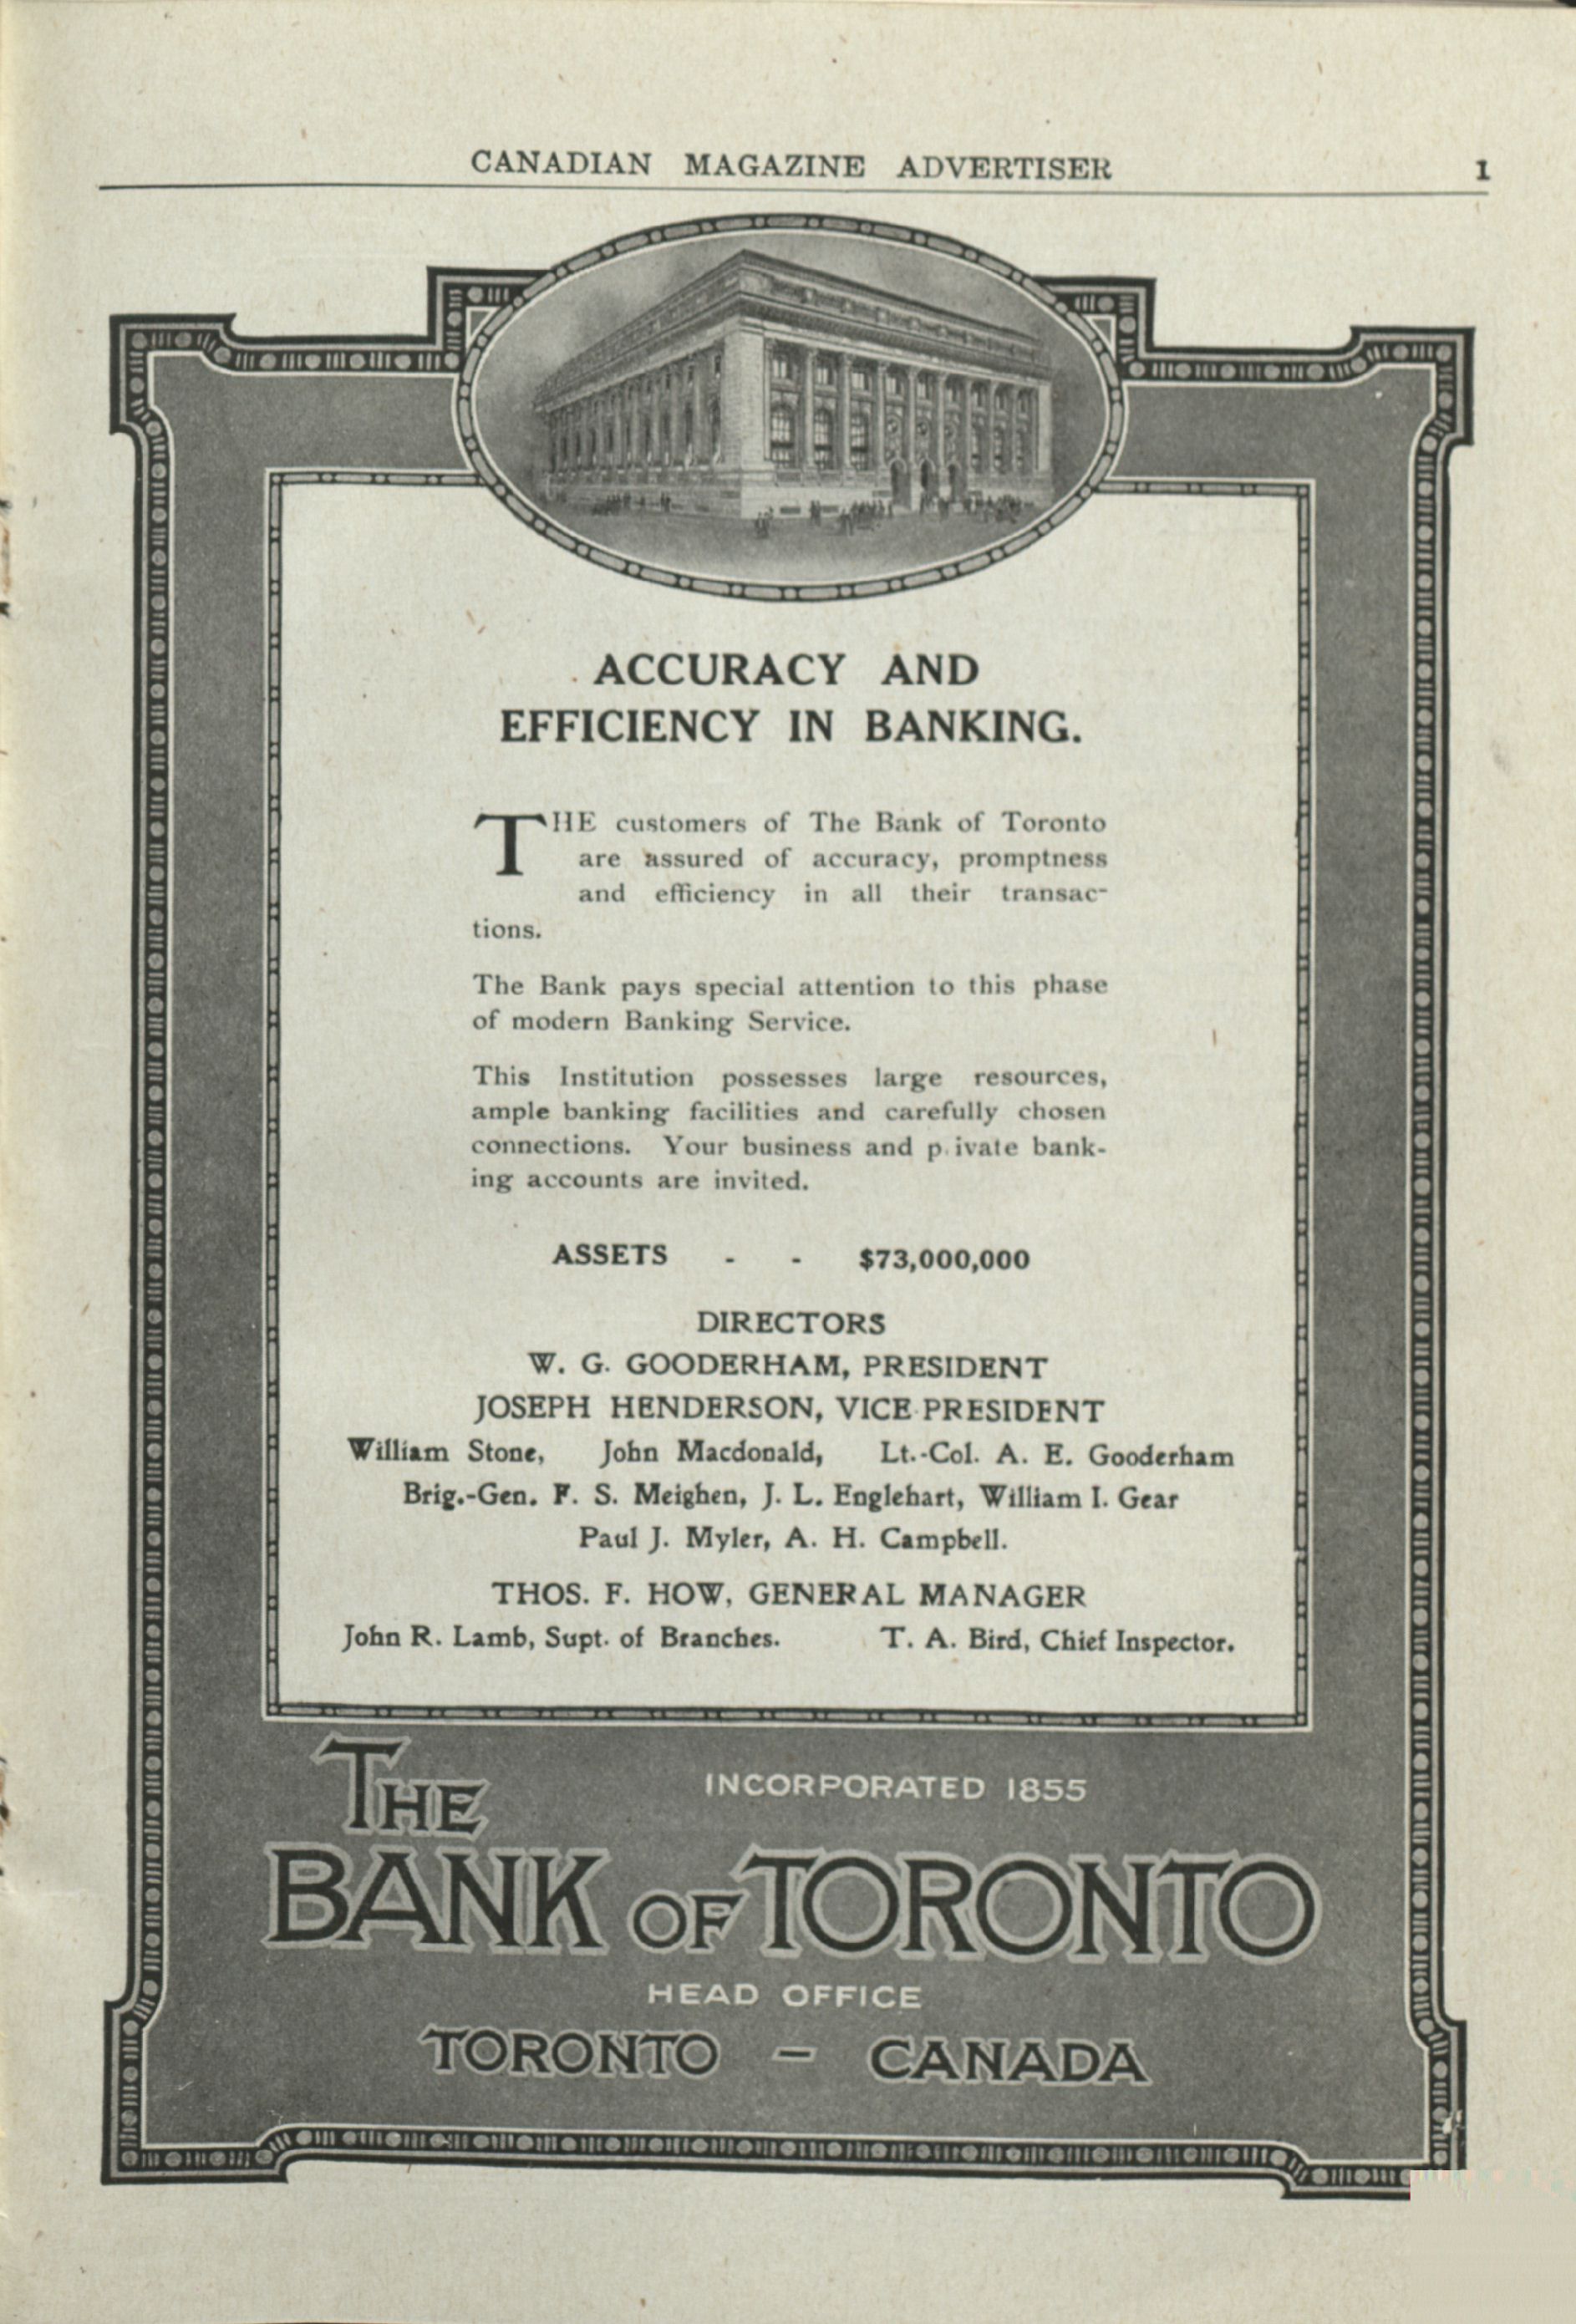 CANADIAN MAGAZINE ADVERTISER 1
ACCURACY AND
EFFICIENCY IN BANKING.
THE customers of The Bank of Toronto
are assured of accuracy, promptness
and efficiency in all their transac-
tions.
The Bank pays special attention to this phase
of modern Banking Service.
This Institution possesses large resources,
ample banking facilities and carefully chosen
connections. Your business and p.ivate bank-
ing accounts are invited.
ASSETS - - $73,000,000
DIRECTORS
W. G. GOODERHAM, PRESIDENT
JOSEPH HENDERSON, VICE-PRESIDENT
William Stone, John Macdonald, Lt.-Col. A. E. Gooderham
Brig.-Gen. F. S. Meighen, J. L. Englehart, William I. Gear
Paul J. Myler, A. H. Campbell.
THOS. F. HOW, GENERAL MANAGER
John R. Lamb, Supt. of Branches. T. A. Bird, Chief Inspector.
INCORPORATED 1855
THE
BANK OF TORONTO
HEAD OFFICE
TORONTO – CANADA